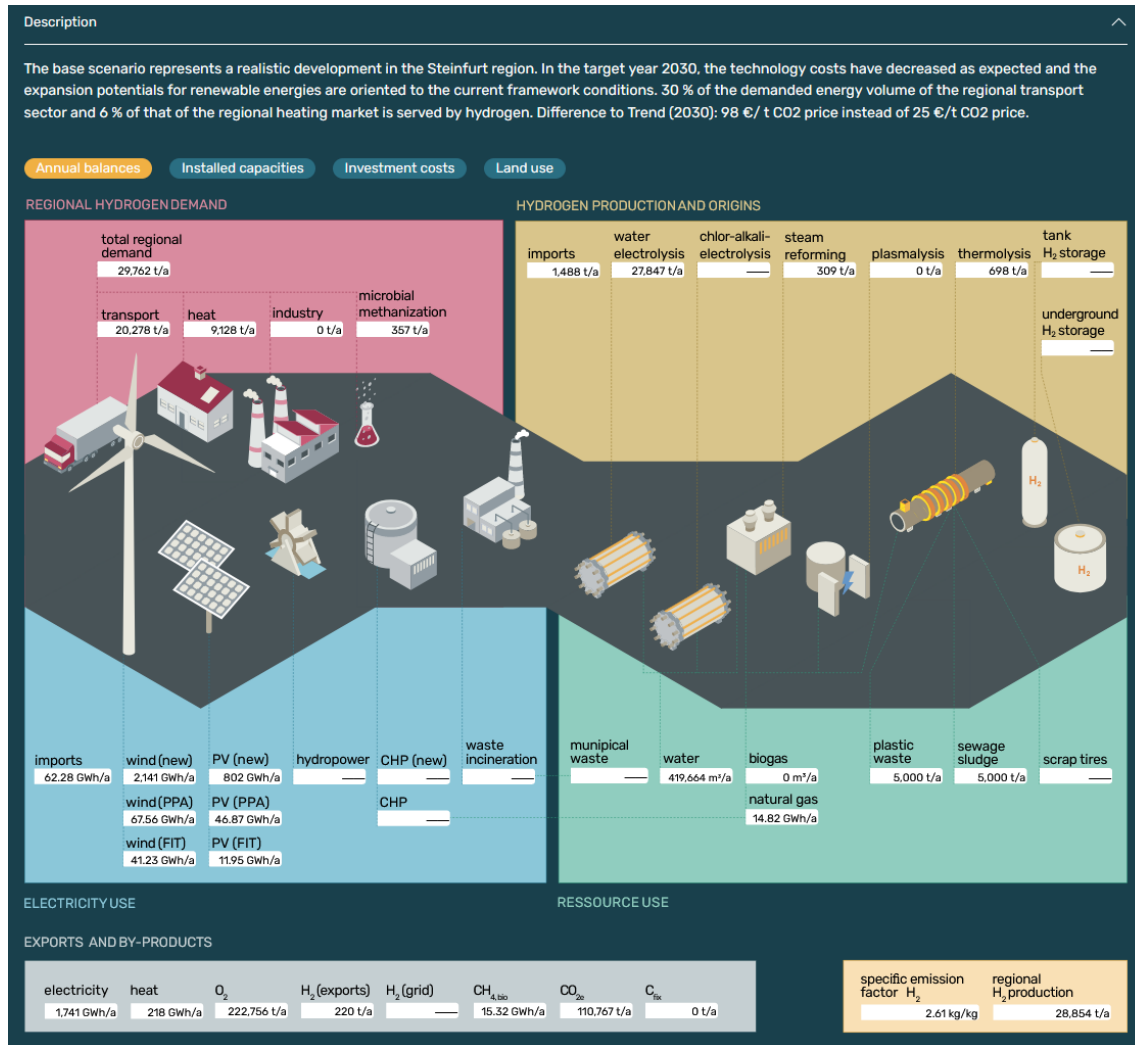 Description
The base scenario represents a realistic development in the Steinfurt region. In the target year 2030, the technology costs have decreased as expected and the
expansion potentials for renewable energies are oriented to the current framework conditions. 30 % of the demanded energy volume of the regional transport
sector and 6 % of that of the regional heating market is served by hydrogen. Difference to Trend (2030): 98 €/ t CO2 price instead of 25 €/t CO2 price.
Annual balances Installed capacities Investment costs Land use
REGIONAL HYDROGEN DEMAND
total regional
demand
29,762 t/a
transport heat industry microbial
methanization
20,278 t/a 9,128 t/a 0 t/a 357 t/a
HYDROGEN PRODUCTION AND ORIGINS
imports water
electrolysis chlor-alkali-
electrolysis steam
reforming plasmalysis thermolysis tank
H₂ storage
1,488 t/a 27,847 t/a —— 309 t/a 0 t/a 698 t/a ——
underground
H₂ storage
——
H₂
H₂
imports wind (new) PV (new) hydropower CHP (new) waste
incineration
62.28 GWh/a 2,141 GWh/a 802 GWh/a —— —— ——
wind (PPA) PV (PPA) CHP
67.56 GWh/a 46.87 GWh/a ——
wind (FIT) PV (FIT)
41.23 GWh/a 11.95 GWh/a
ELECTRICITY USE
munipical
waste water biogas plastic
waste sewage
sludge scrap tires
—— 419,664 m³/a 0 m³/a 5,000 t/a 5,000 t/a ——
natural gas
14.82 GWh/a
RESSOURCE USE
EXPORTS AND BY-PRODUCTS
electricity heat O₂ H₂ (exports) H₂ (grid) CH₄,bio CO₂e Cfix
1,741 GWh/a 218 GWh/a 222,756 t/a 220 t/a —— 15.32 GWh/a 110,767 t/a 0 t/a
specific emission
factor H₂ regional
H₂ production
2.61 kg/kg 28,854 t/a